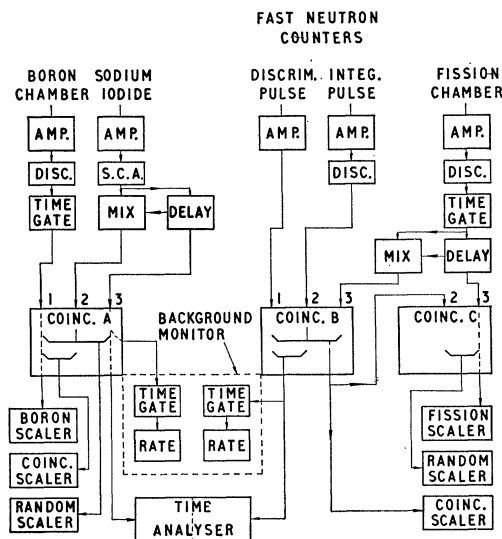 FAST NEUTRON
COUNTERS
BORON
CHAMBER
SODIUM
IODIDE
DISCRIM.
PULSE
INTEG.
PULSE
FISSION
CHAMBER
AMP.
AMP.
AMP.
AMP.
AMP.
DISC.
S.C.A.
DISC.
DISC.
TIME
GATE
MIX
DELAY
TIME
GATE
MIX
DELAY
1 2 3
COINC. A
BACKGROUND
MONITOR
1 2 3
COINC. B
2 3
COINC. C
TIME
GATE
TIME
GATE
RATE
RATE
BORON
SCALER
COINC.
SCALER
RANDOM
SCALER
TIME
ANALYSER
FISSION
SCALER
RANDOM
SCALER
COINC.
SCALER